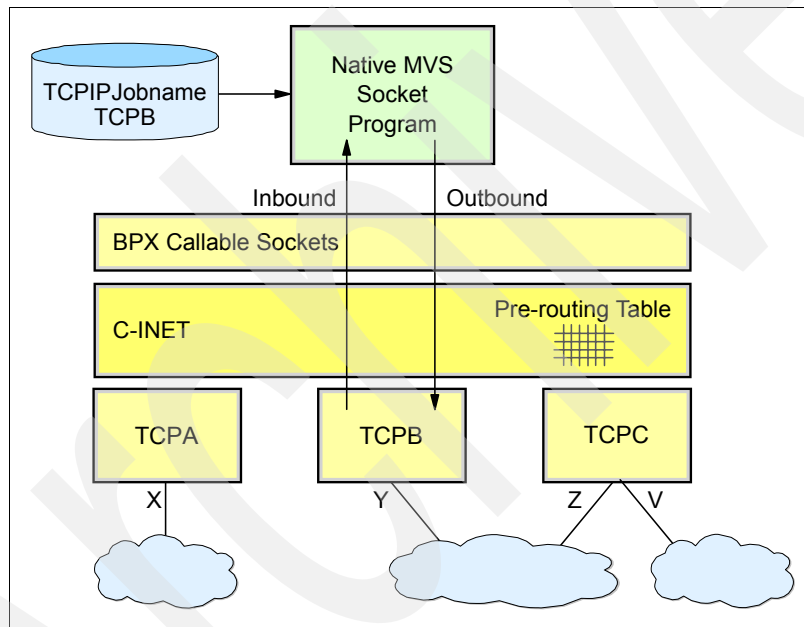 TCPIPJobname
TCPB
Native MVS
Socket
Program
Inbound
Outbound
BPX Callable Sockets
C-INET
Pre-routing Table
TCPA
TCPB
TCPC
X
Y
Z
V